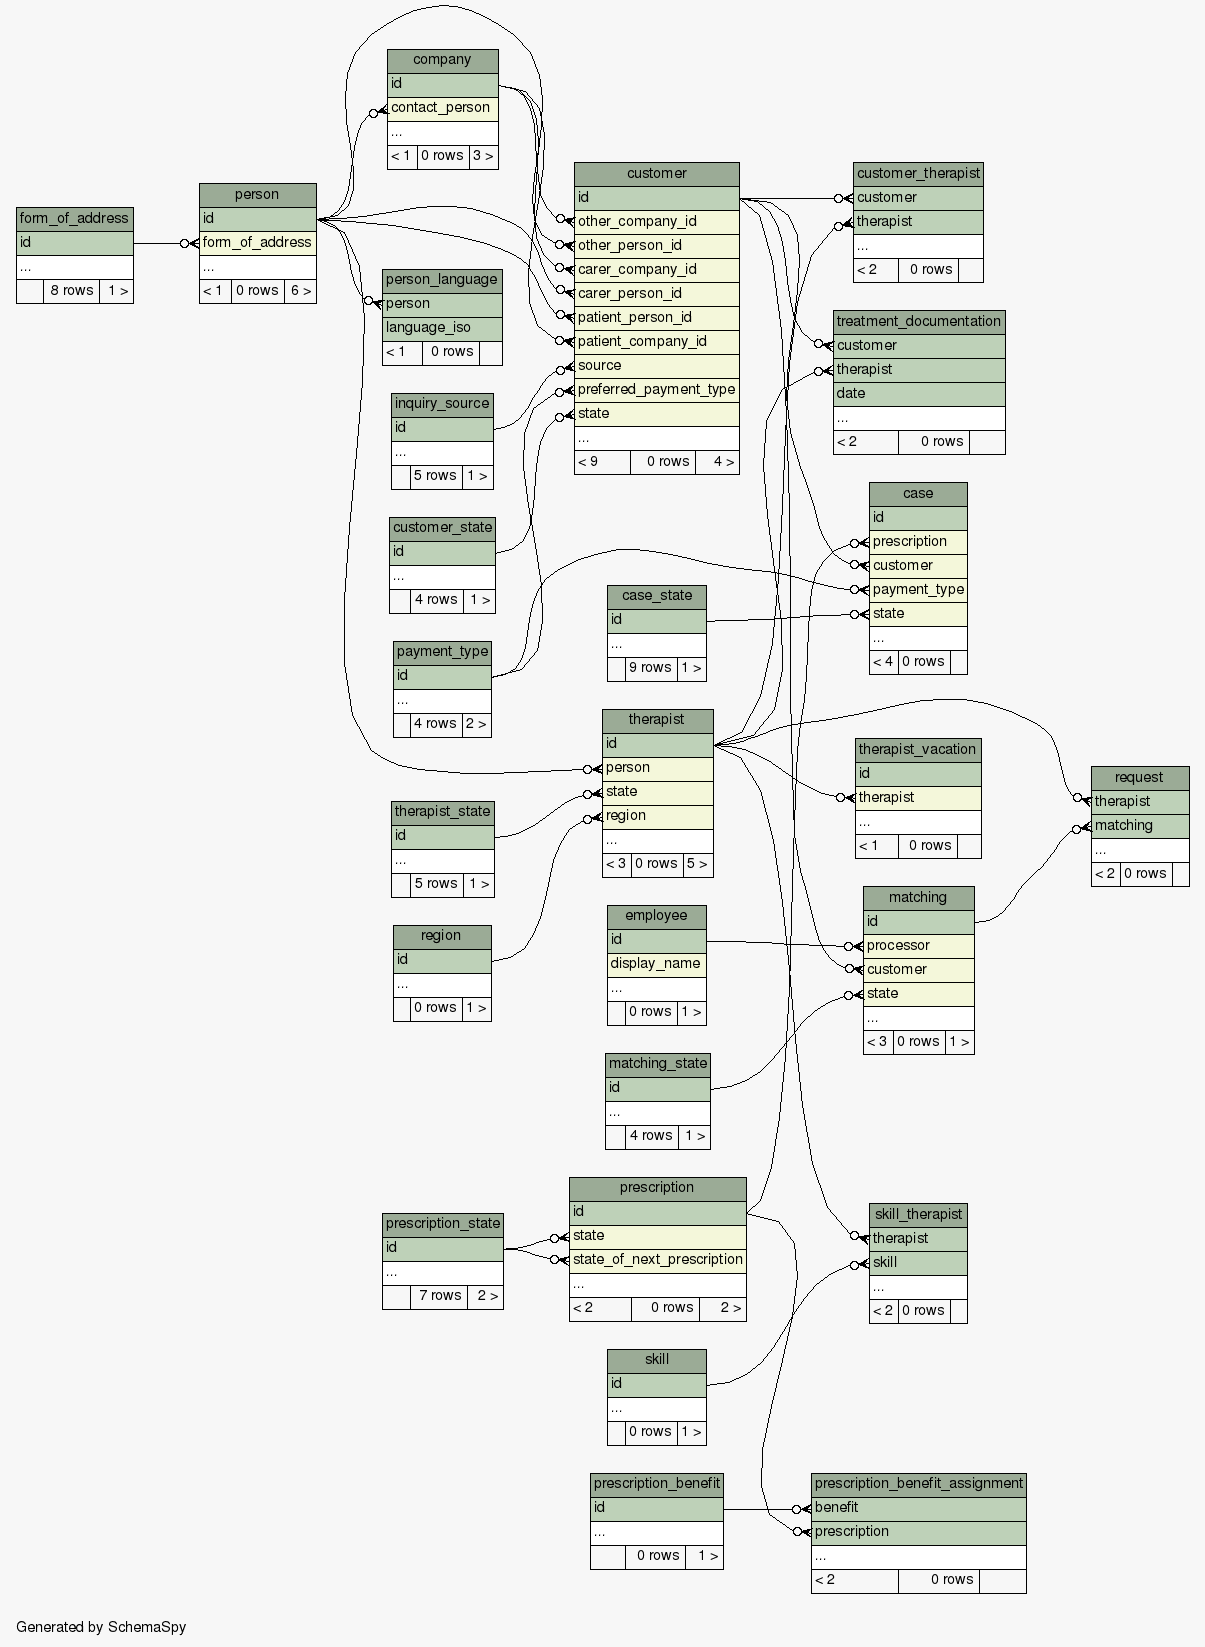 form_of_address
id
...
8 rows 1 >
person
id
form_of_address
...
< 1 0 rows 6 >
company
id
contact_person
...
< 1 0 rows 3 >
person_language
person
language_iso
< 1 0 rows
inquiry_source
id
...
5 rows 1 >
customer_state
id
...
4 rows 1 >
payment_type
id
...
4 rows 2 >
therapist_state
id
...
5 rows 1 >
region
id
...
0 rows 1 >
prescription_state
id
...
7 rows 2 >
customer
id
other_company_id
other_person_id
carer_company_id
carer_person_id
patient_person_id
patient_company_id
source
preferred_payment_type
state
...
< 9 0 rows 4 >
case_state
id
...
9 rows 1 >
therapist
id
person
state
region
...
< 3 0 rows 5 >
employee
id
display_name
...
0 rows 1 >
matching_state
id
...
4 rows 1 >
prescription
id
state
state_of_next_prescription
...
< 2 0 rows 2 >
skill
id
...
0 rows 1 >
prescription_benefit
id
...
0 rows 1 >
customer_therapist
customer
therapist
...
< 2 0 rows
treatment_documentation
customer
therapist
date
...
< 2 0 rows
case
id
prescription
customer
payment_type
state
...
< 4 0 rows
therapist_vacation
id
therapist
...
< 1 0 rows
matching
id
processor
customer
state
...
< 3 0 rows 1 >
skill_therapist
therapist
skill
...
< 2 0 rows
prescription_benefit_assignment
benefit
prescription
...
< 2 0 rows
request
therapist
matching
...
< 2 0 rows
Generated by SchemaSpy